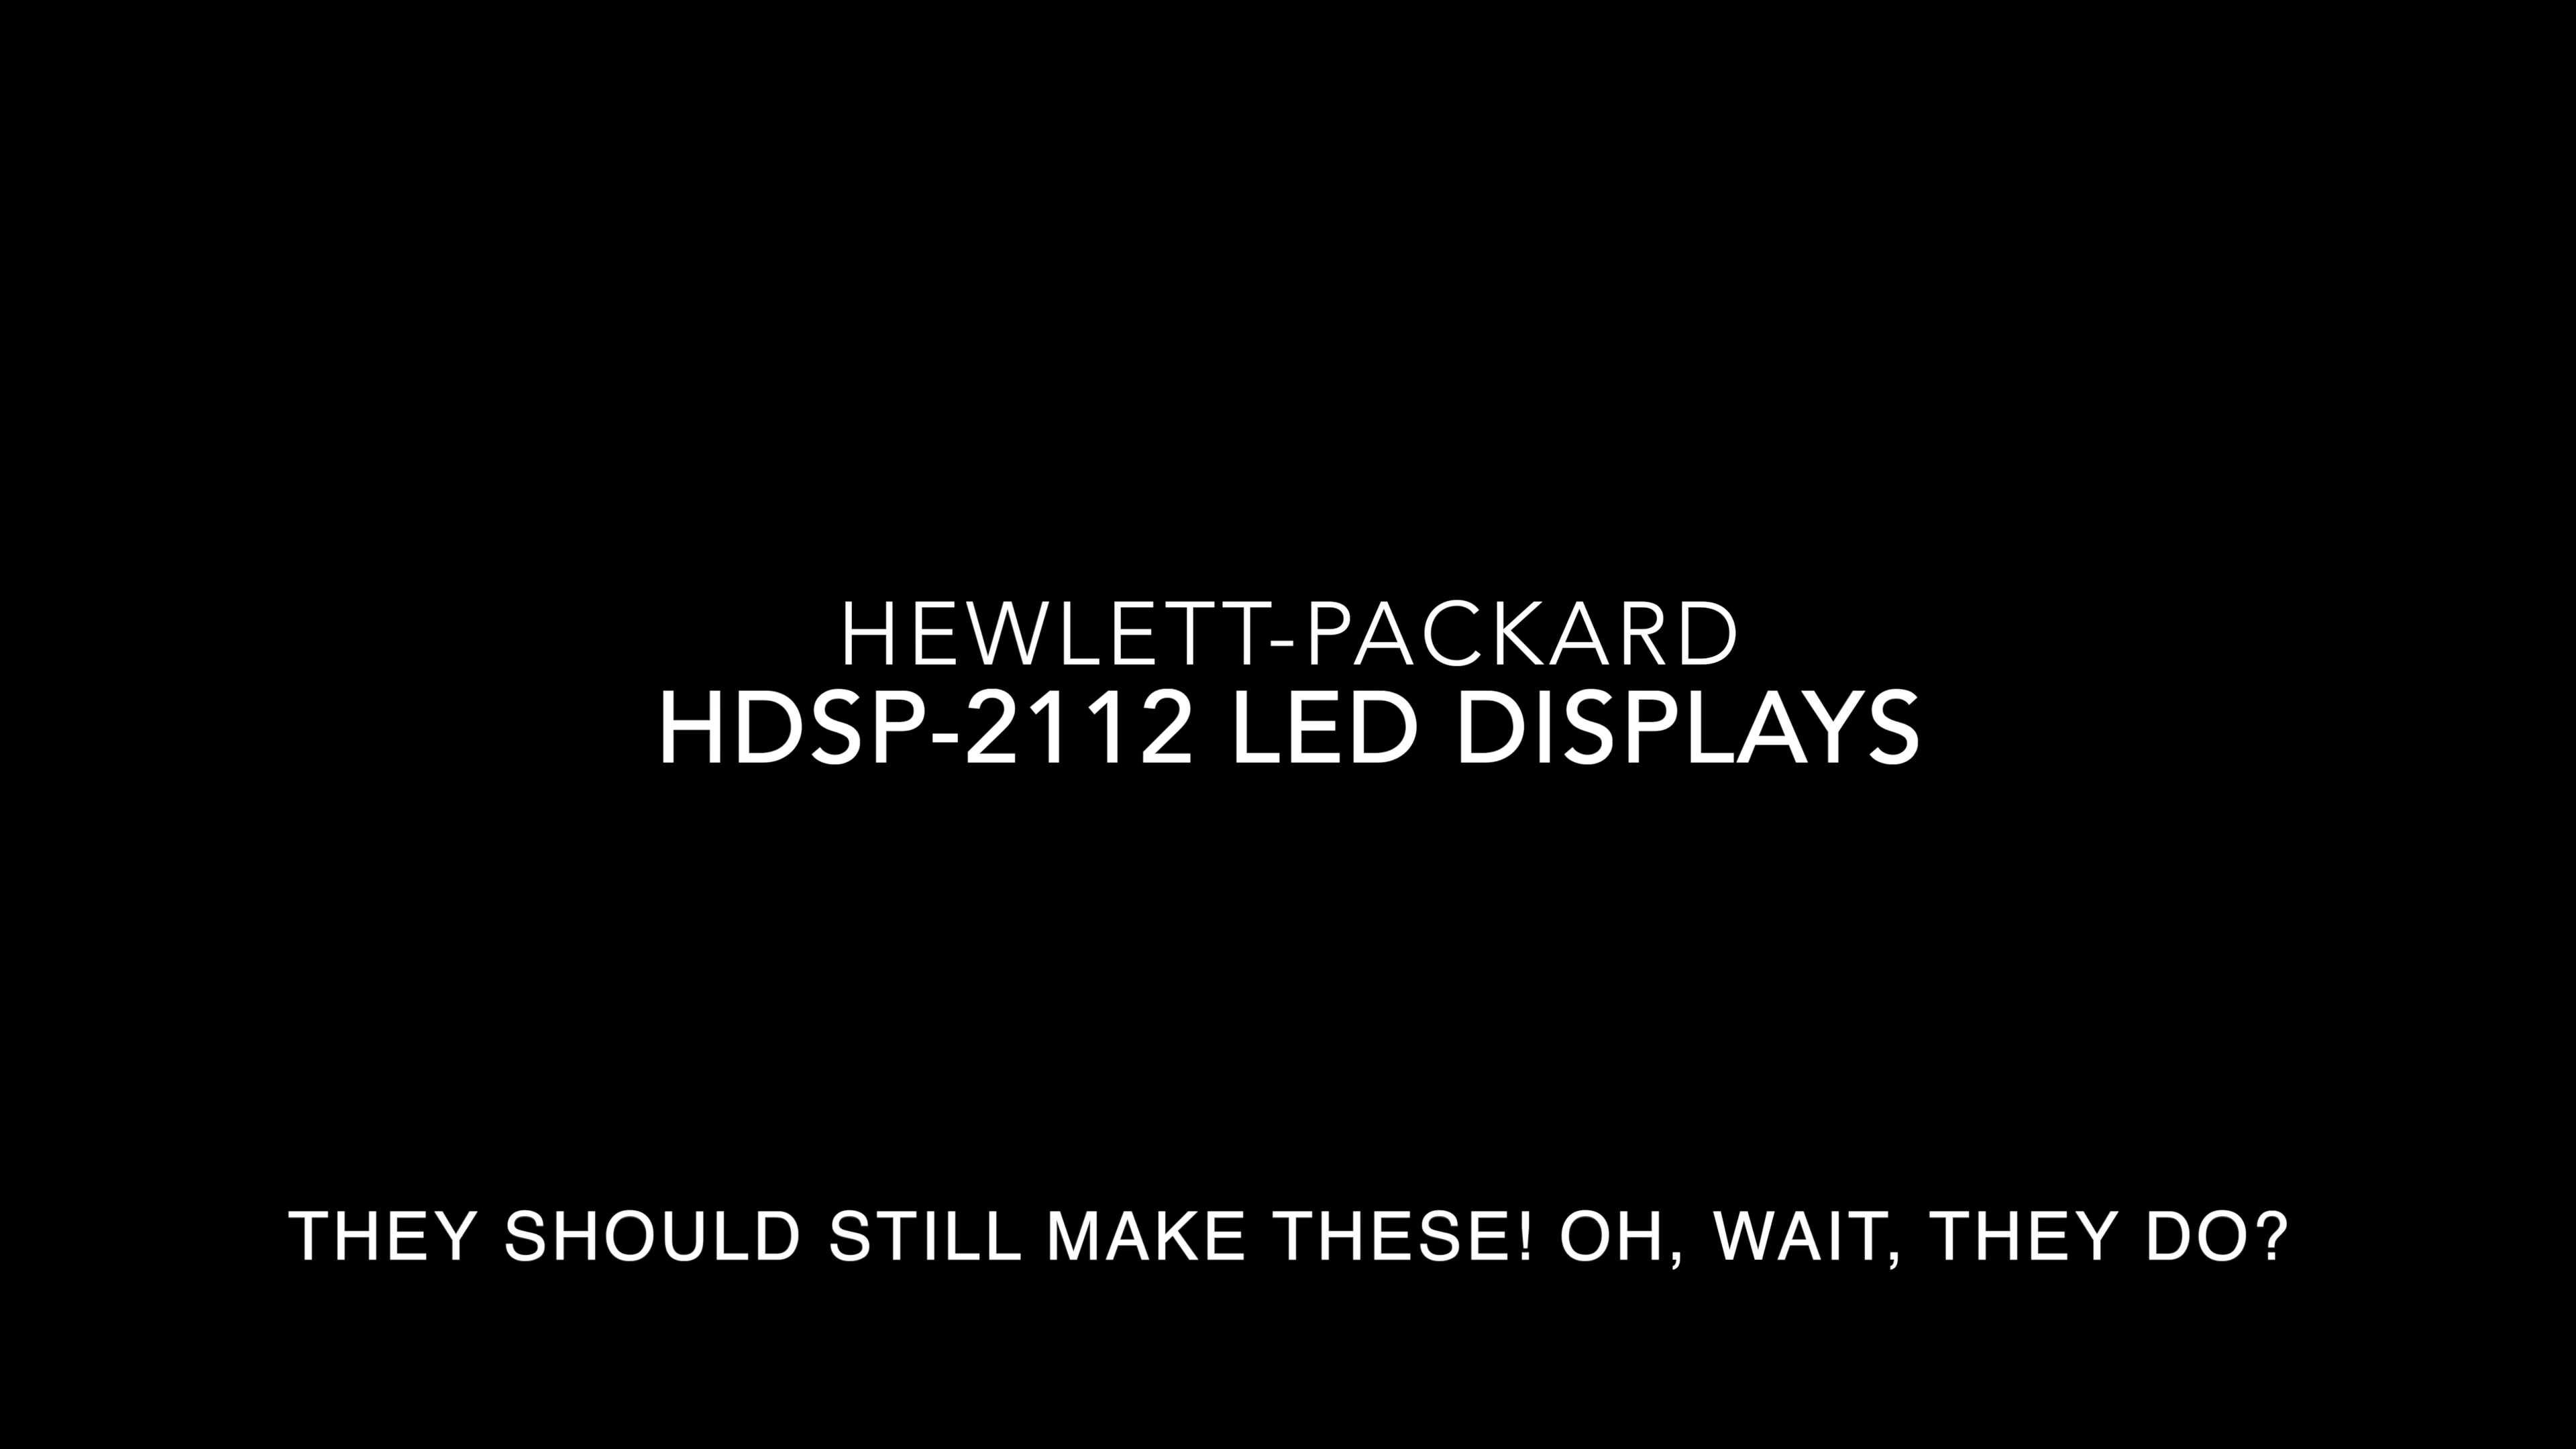 HEWLETT-PACKARD
HDSP-2112 LED DISPLAYS
THEY SHOULD STILL MAKE THESE! OH, WAIT, THEY DO?